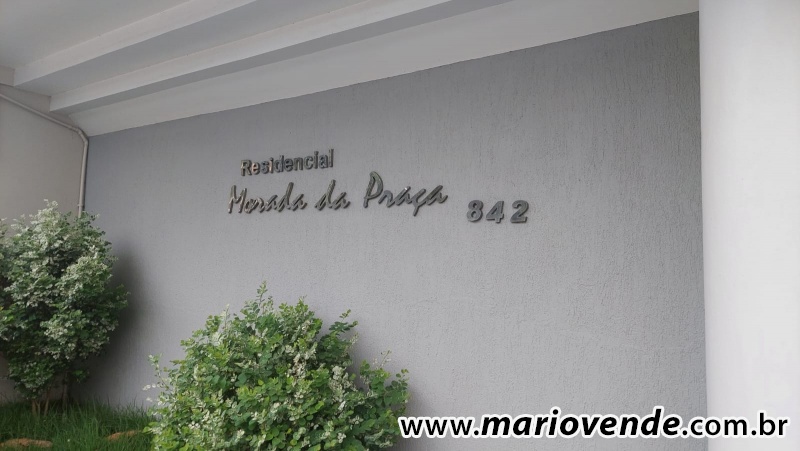 Residencial
Morada da Praça 842
www.mariovende.com.br